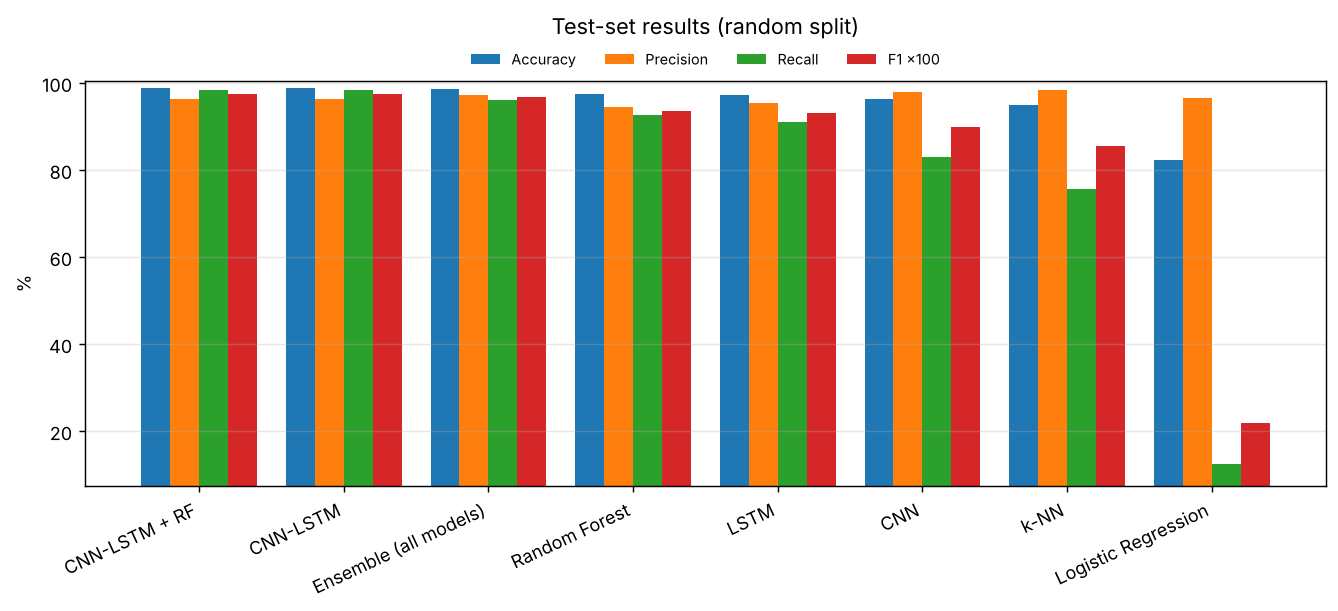 Test-set results (random split)
Accuracy Precision Recall F1 ×100
100
80
60
40
20
%
CNN-LSTM + RF
CNN-LSTM
Ensemble (all models)
Random Forest
LSTM
CNN
k-NN
Logistic Regression